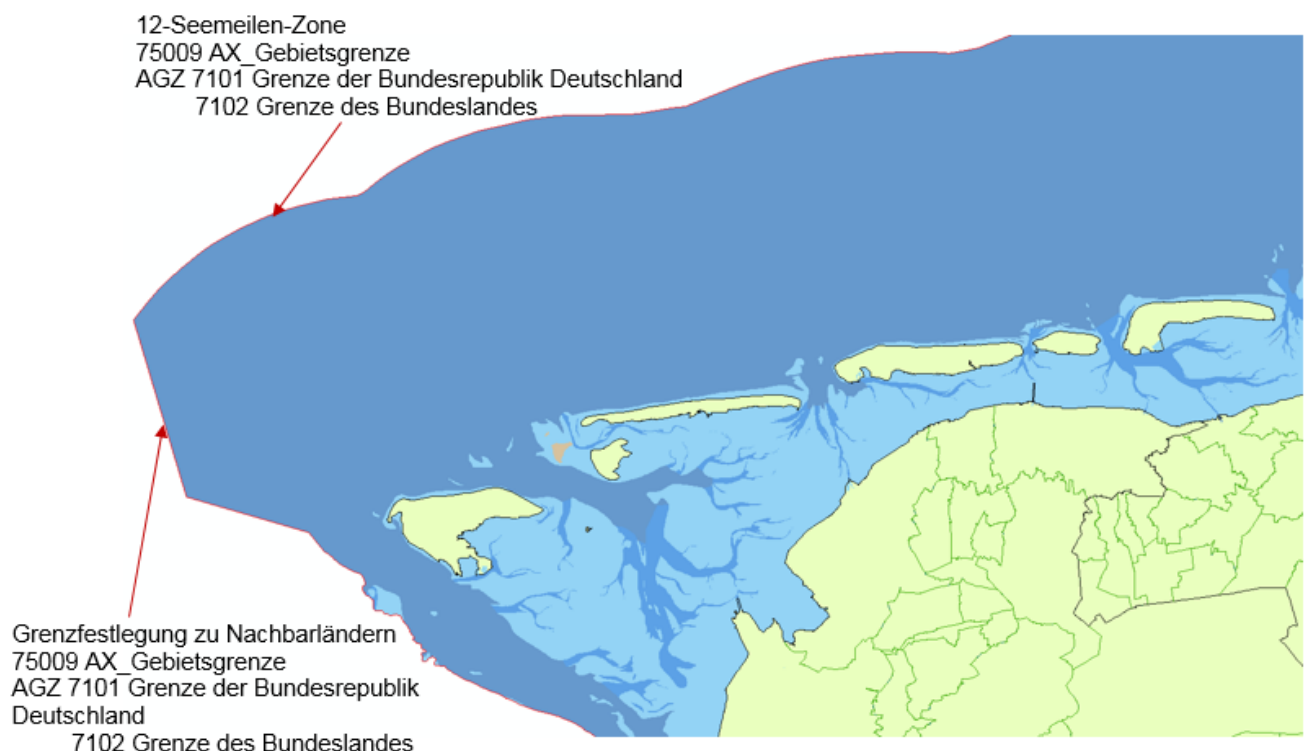 12-Seemeilen-Zone
75009 AX_Gebietsgrenze
AGZ 7101 Grenze der Bundesrepublik Deutschland
7102 Grenze des Bundeslandes
Grenzfestlegung zu Nachbarländern
75009 AX_Gebietsgrenze
AGZ 7101 Grenze der Bundesrepublik
Deutschland
7102 Grenze des Bundeslandes